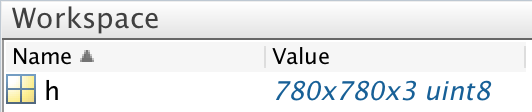 Workspace
Name Value
h 780x780x3 uint8